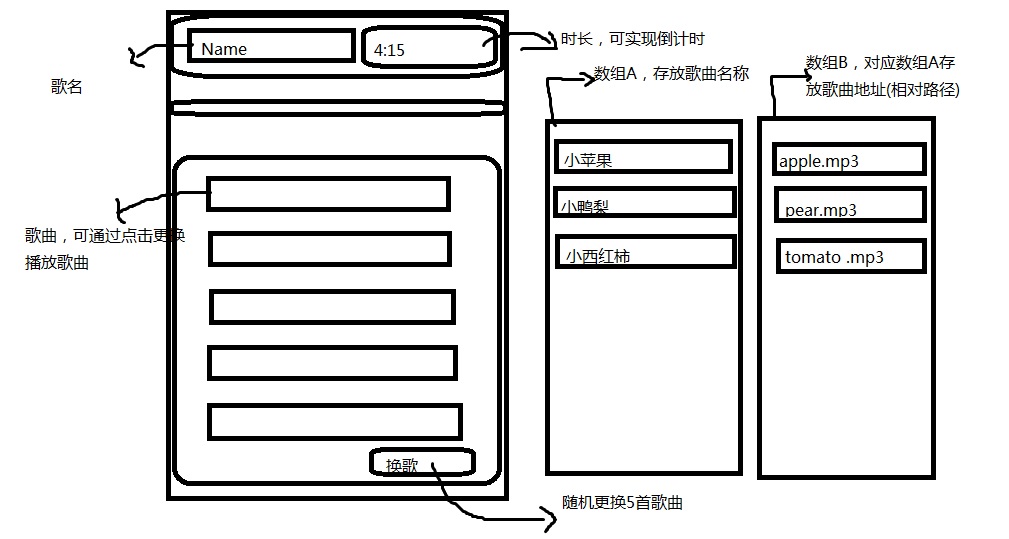 Name
4:15
时长，可实现倒计时
歌名
数组A，存放歌曲名称
数组B，对应数组A存
放歌曲地址(相对路径)
小苹果
小鸭梨
小西红柿
apple.mp3
pear.mp3
tomato .mp3
歌曲，可通过点击更换
播放歌曲
换歌
随机更换5首歌曲